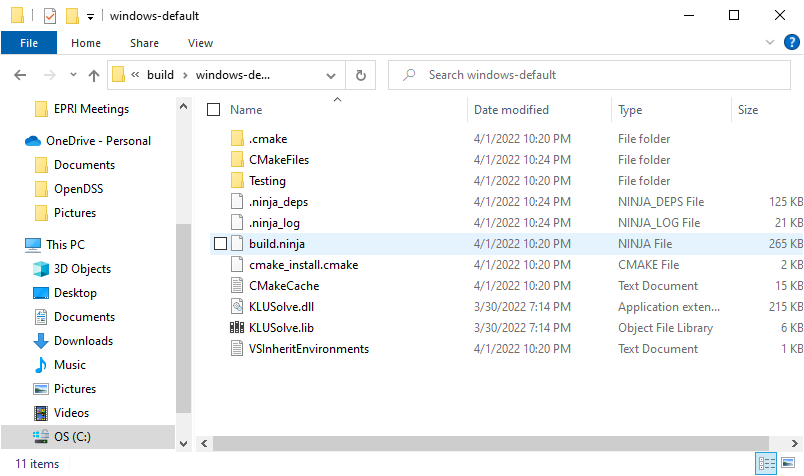 windows-default
File Home Share View
build windows-de... Search windows-default
EPRI Meetings
OneDrive - Personal
Documents
OpenDSS
Pictures
This PC
3D Objects
Desktop
Documents
Downloads
Music
Pictures
Videos
OS (C:)
Name Date modified Type Size
.cmake 4/1/2022 10:20 PM File folder
CMakeFiles 4/1/2022 10:24 PM File folder
Testing 4/1/2022 10:20 PM File folder
.ninja_deps 4/1/2022 10:24 PM NINJA_DEPS File 125 KB
.ninja_log 4/1/2022 10:24 PM NINJA_LOG File 21 KB
build.ninja 4/1/2022 10:20 PM NINJA File 265 KB
cmake_install.cmake 4/1/2022 10:20 PM CMAKE File 2 KB
CMakeCache 4/1/2022 10:20 PM Text Document 15 KB
KLUSolve.dll 3/30/2022 7:14 PM Application exten... 215 KB
KLUSolve.lib 3/30/2022 7:14 PM Object File Library 6 KB
VSInheritEnvironments 4/1/2022 10:20 PM Text Document 1 KB
11 items